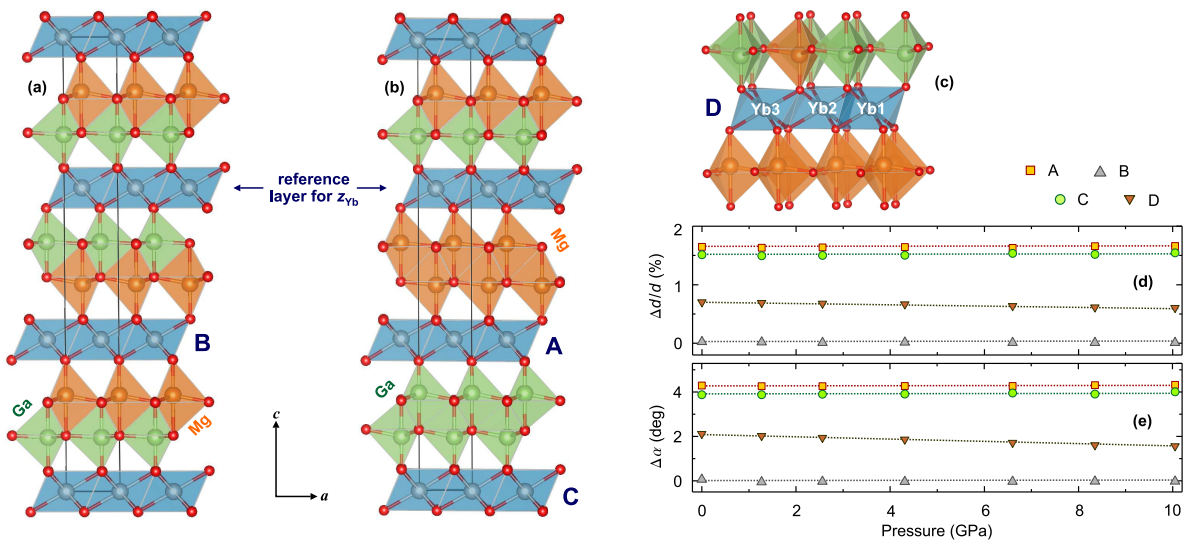 (a)
reference
layer for zYb
B
Ga
Mg
c
a
(b)
Mg
A
Ga
C
(c)
D
Yb3
Yb2
Yb1
A
B
C
D
Δd/d (%)
2
1
0
(d)
Δα (deg)
4
2
0
(e)
0
2
4
6
8
10
Pressure (GPa)